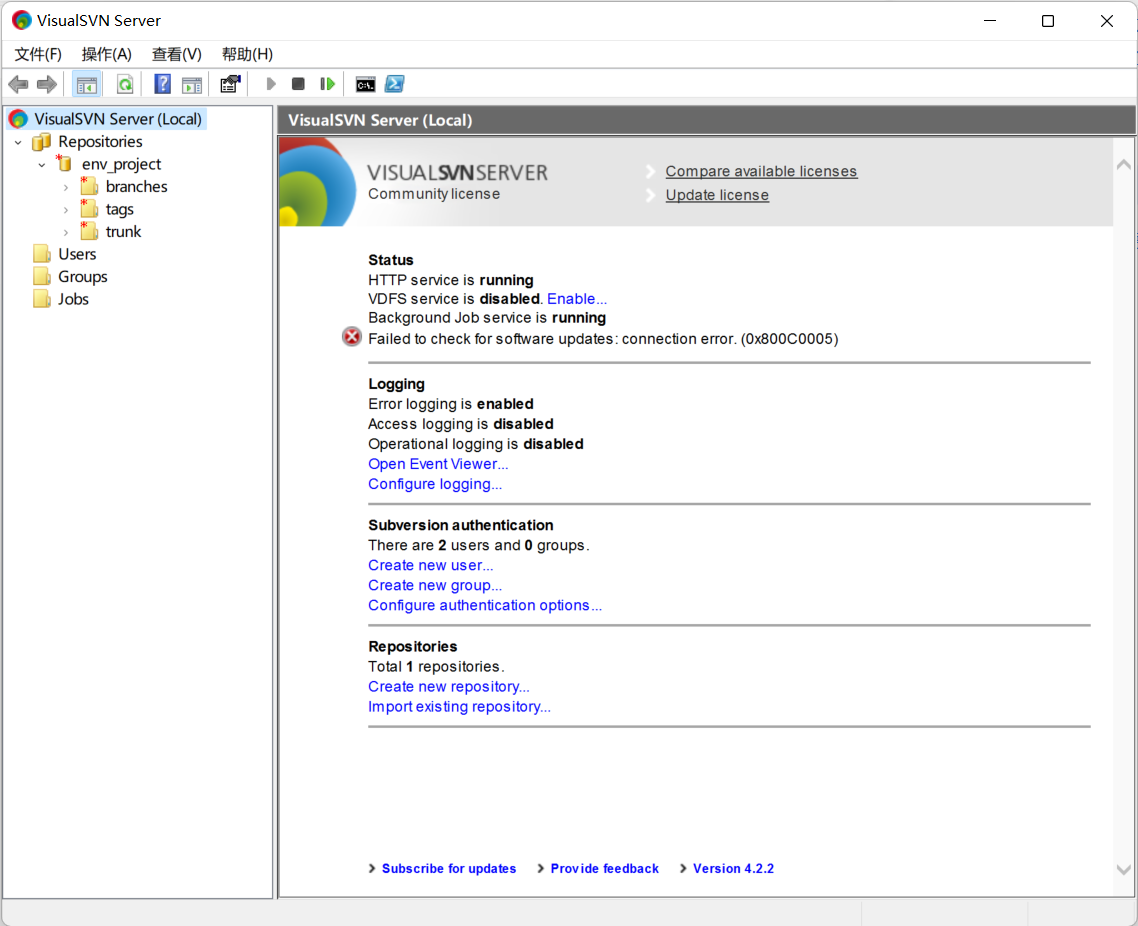 VisualSVN Server
文件(F) 操作(A) 查看(V) 帮助(H)
C:\.
VisualSVN Server (Local)
Repositories
env_project
branches
tags
trunk
Users
Groups
Jobs
VisualSVN Server (Local)
VISUALSVNSERVER
Community license
Compare available licenses
Update license
Status
HTTP service is running
VDFS service is disabled. Enable...
Background Job service is running
Failed to check for software updates: connection error. (0x800C0005)
Logging
Error logging is enabled
Access logging is disabled
Operational logging is disabled
Open Event Viewer...
Configure logging...
Subversion authentication
There are 2 users and 0 groups.
Create new user...
Create new group...
Configure authentication options...
Repositories
Total 1 repositories.
Create new repository...
Import existing repository...
Subscribe for updates Provide feedback Version 4.2.2